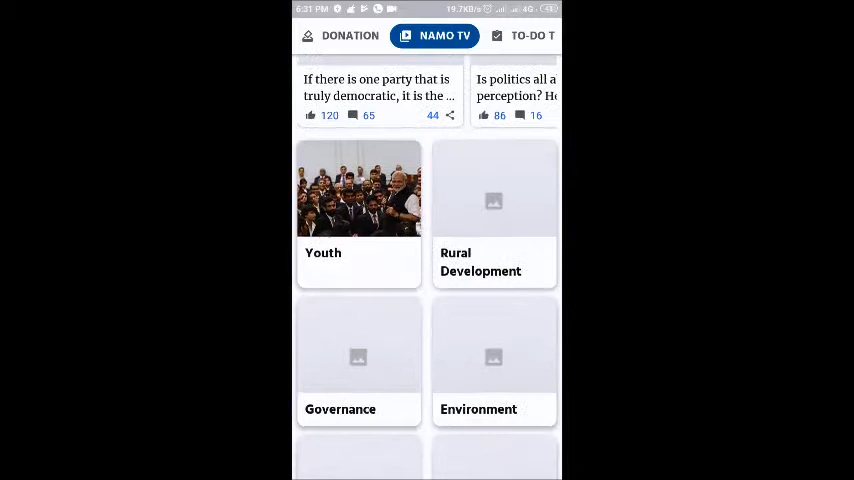 6:31 PM 19.7KB/s 4G
DONATION NAMO TV TO-DO T
If there is one party that is
truly democratic, it is the ...
120 65 44
Is politics all a
perception? He
86 16
Youth
Rural
Development
Governance
Environment